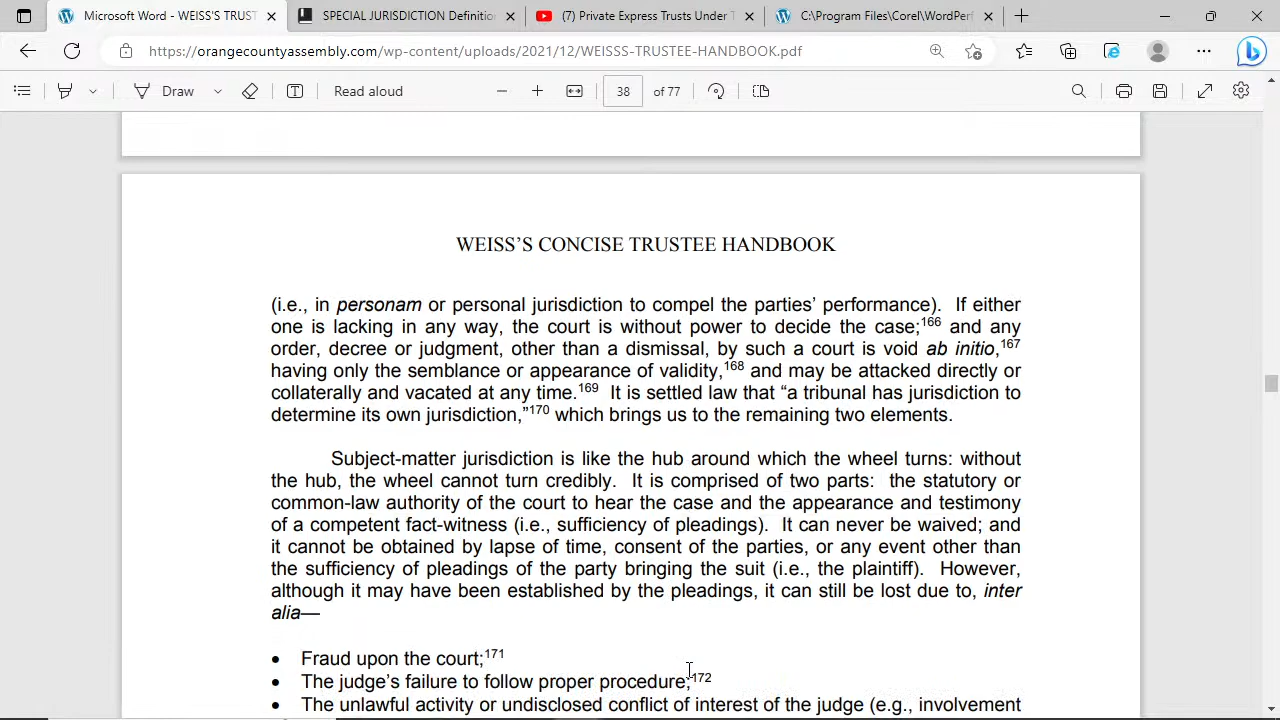 Microsoft Word - WEISS'S TRUST
SPECIAL JURISDICTION Definition
(7) Private Express Trusts Under T
C:\Program Files\Corel\WordPerf
https://orangecountyassembly.com/wp-content/uploads/2021/12/WEISSS-TRUSTEE-HANDBOOK.pdf
Draw
Read aloud
38 of 77
WEISS'S CONCISE TRUSTEE HANDBOOK
(i.e., in personam or personal jurisdiction to compel the parties' performance). If either
one is lacking in any way, the court is without power to decide the case;166 and any
order, decree or judgment, other than a dismissal, by such a court is void ab initio,167
having only the semblance or appearance of validity,168 and may be attacked directly or
collaterally and vacated at any time.169 It is settled law that “a tribunal has jurisdiction to
determine its own jurisdiction,”170 which brings us to the remaining two elements.
Subject-matter jurisdiction is like the hub around which the wheel turns: without
the hub, the wheel cannot turn credibly. It is comprised of two parts: the statutory or
common-law authority of the court to hear the case and the appearance and testimony
of a competent fact-witness (i.e., sufficiency of pleadings). It can never be waived; and
it cannot be obtained by lapse of time, consent of the parties, or any event other than
the sufficiency of pleadings of the party bringing the suit (i.e., the plaintiff). However,
although it may have been established by the pleadings, it can still be lost due to, inter
alia—
• Fraud upon the court;171
• The judge's failure to follow proper procedure;172
• The unlawful activity or undisclosed conflict of interest of the judge (e.g., involvement